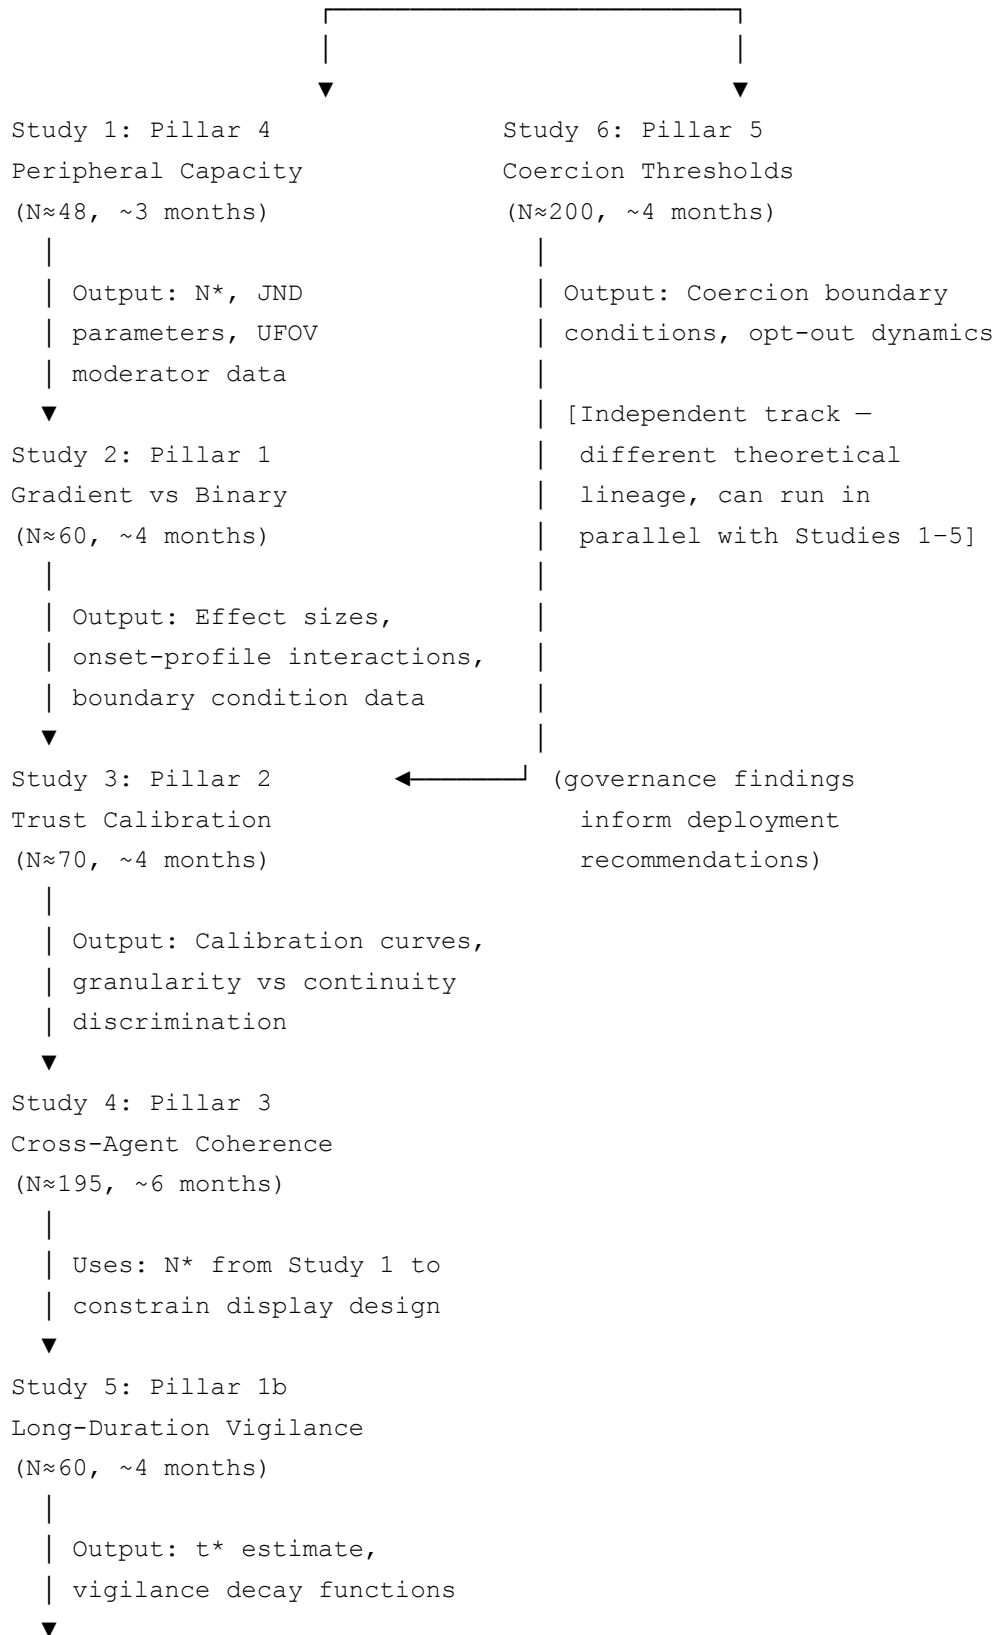 Study 1: Pillar 4
Peripheral Capacity
(N≈48, ~3 months)
Output: N*, JND
parameters, UFOV
moderator data
Study 6: Pillar 5
Coercion Thresholds
(N≈200, ~4 months)
Output: Coercion boundary
conditions, opt-out dynamics
[Independent track —
different theoretical
lineage, can run in
parallel with Studies 1–5]
Study 2: Pillar 1
Gradient vs Binary
(N≈60, ~4 months)
Output: Effect sizes,
onset-profile interactions,
boundary condition data
Study 3: Pillar 2
Trust Calibration
(N≈70, ~4 months)
(governance findings
inform deployment
recommendations)
Output: Calibration curves,
granularity vs continuity
discrimination
Study 4: Pillar 3
Cross-Agent Coherence
(N≈195, ~6 months)
Uses: N* from Study 1 to
constrain display design
Study 5: Pillar 1b
Long-Duration Vigilance
(N≈60, ~4 months)
Output: t* estimate,
vigilance decay functions